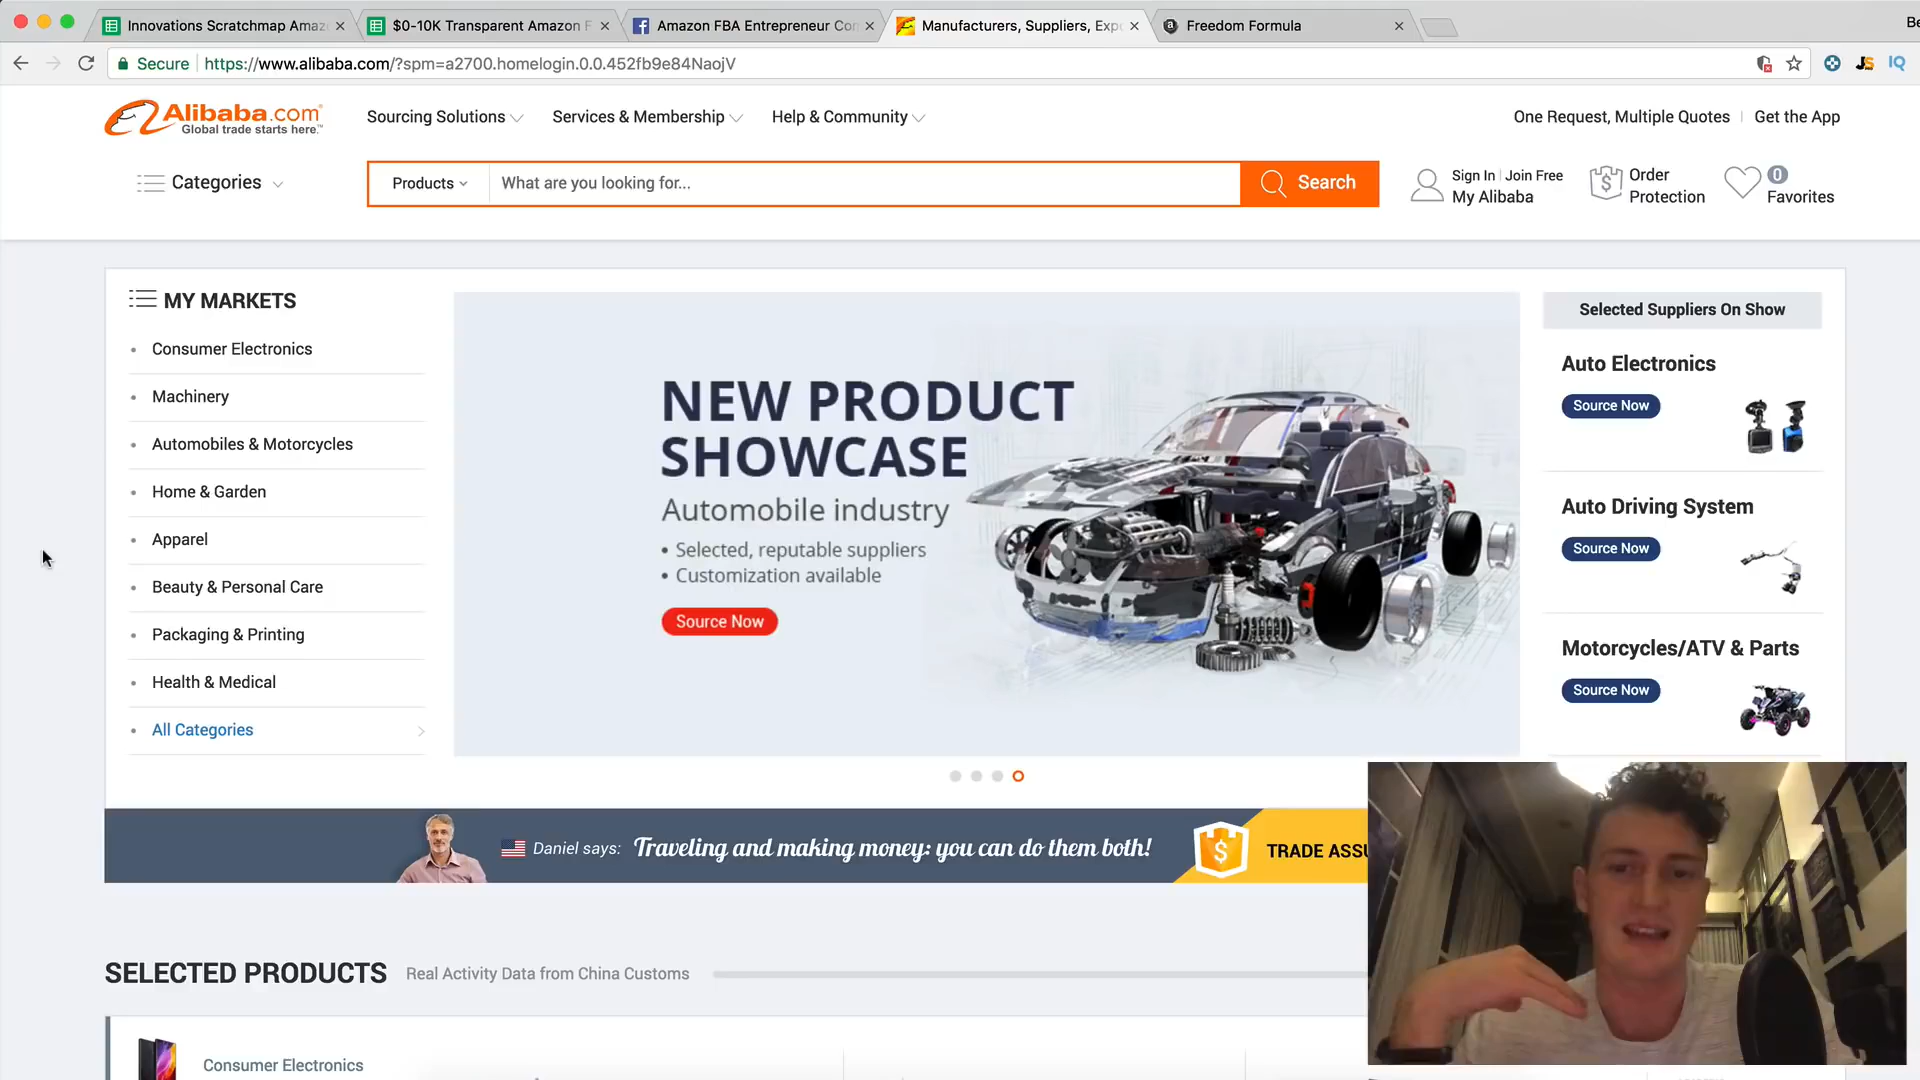 Innovations Scratchmap Amaz
$0-10K Transparent Amazon F
Amazon FBA Entrepreneur Co
Manufacturers, Suppliers, Exp
Freedom Formula
Be
Secure
https://www.alibaba.com/?spm=a2700.homelogin.0.0.452fb9e84NaojV
JS
IQ
Alibaba.com
Global trade starts here.™
Sourcing Solutions
Services & Membership
Help & Community
One Request, Multiple Quotes
Get the App
Categories
Products
What are you looking for...
Search
Sign In
Join Free
My Alibaba
Order
Protection
0
Favorites
MY MARKETS
Consumer Electronics
Machinery
Automobiles & Motorcycles
Home & Garden
Apparel
Beauty & Personal Care
Packaging & Printing
Health & Medical
All Categories
NEW PRODUCT
SHOWCASE
Automobile industry
• Selected, reputable suppliers
• Customization available
Source Now
Selected Suppliers On Show
Auto Electronics
Source Now
Auto Driving System
Source Now
Motorcycles/ATV & Parts
Source Now
Daniel says:
Traveling and making money: you can do them both!
TRADE ASSU
SELECTED PRODUCTS
Real Activity Data from China Customs
Consumer Electronics